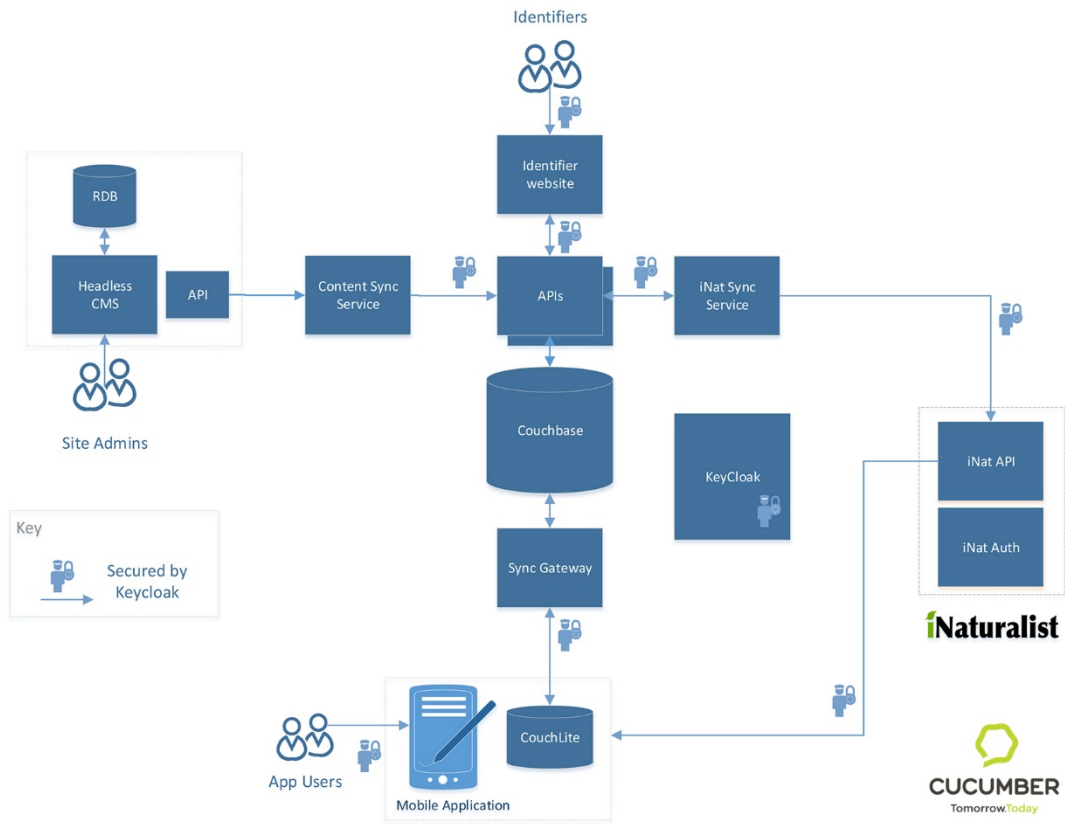 Identifiers
Identifier
website
RDB
Headless
CMS
API
Content Sync
Service
APIs
iNat Sync
Service
Site Admins
Couchbase
KeyCloak
iNat API
iNat Auth
Key
Secured by
Keycloak
Sync Gateway
iNaturalist
CouchLite
App Users
Mobile Application
CUCUMBER
Tomorrow.Today